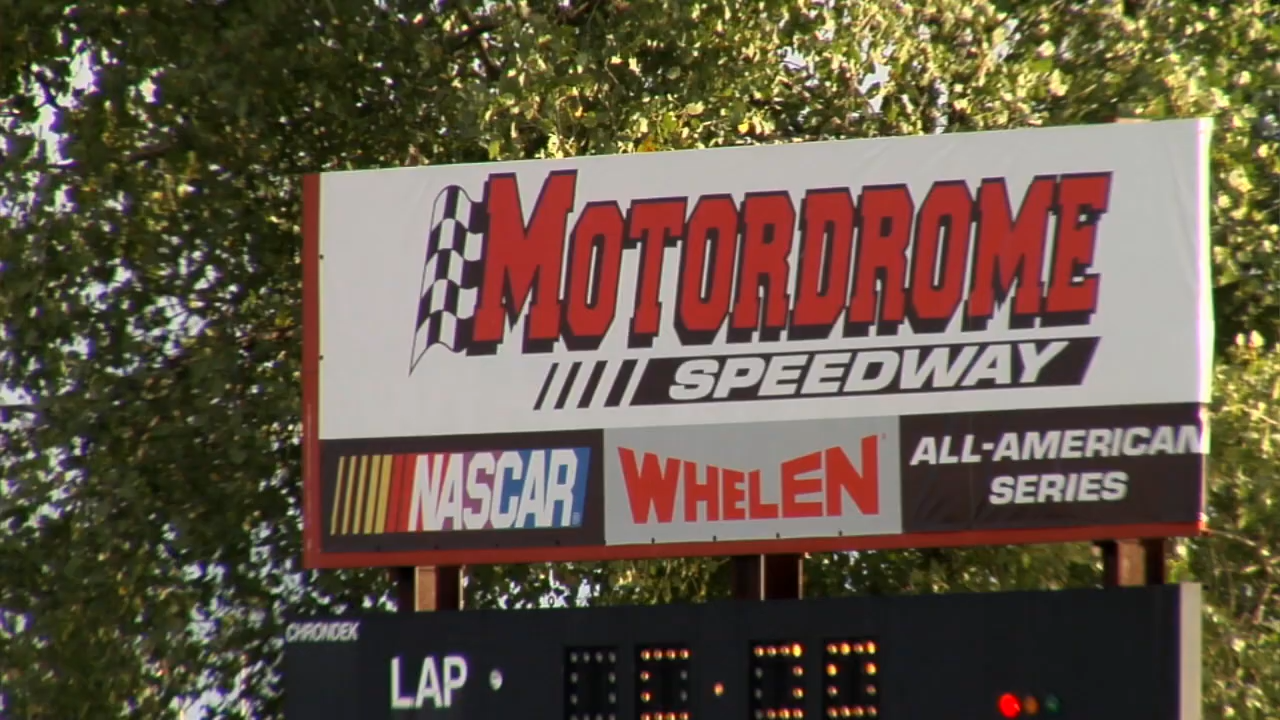 MOTORDROME
SPEEDWAY
NASCAR
WHELEN
ALL-AMERICAN
SERIES
CHRONDEK
LAP